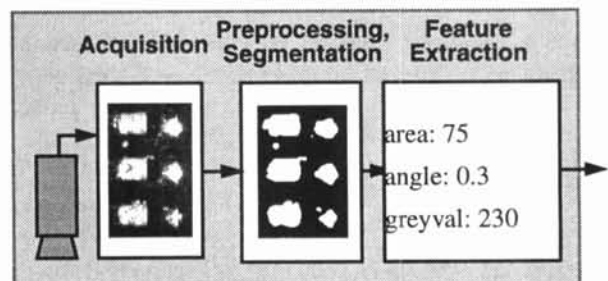 Acquisition
Preprocessing,
Segmentation
Feature
Extraction
area: 75
angle: 0.3
greyval: 230